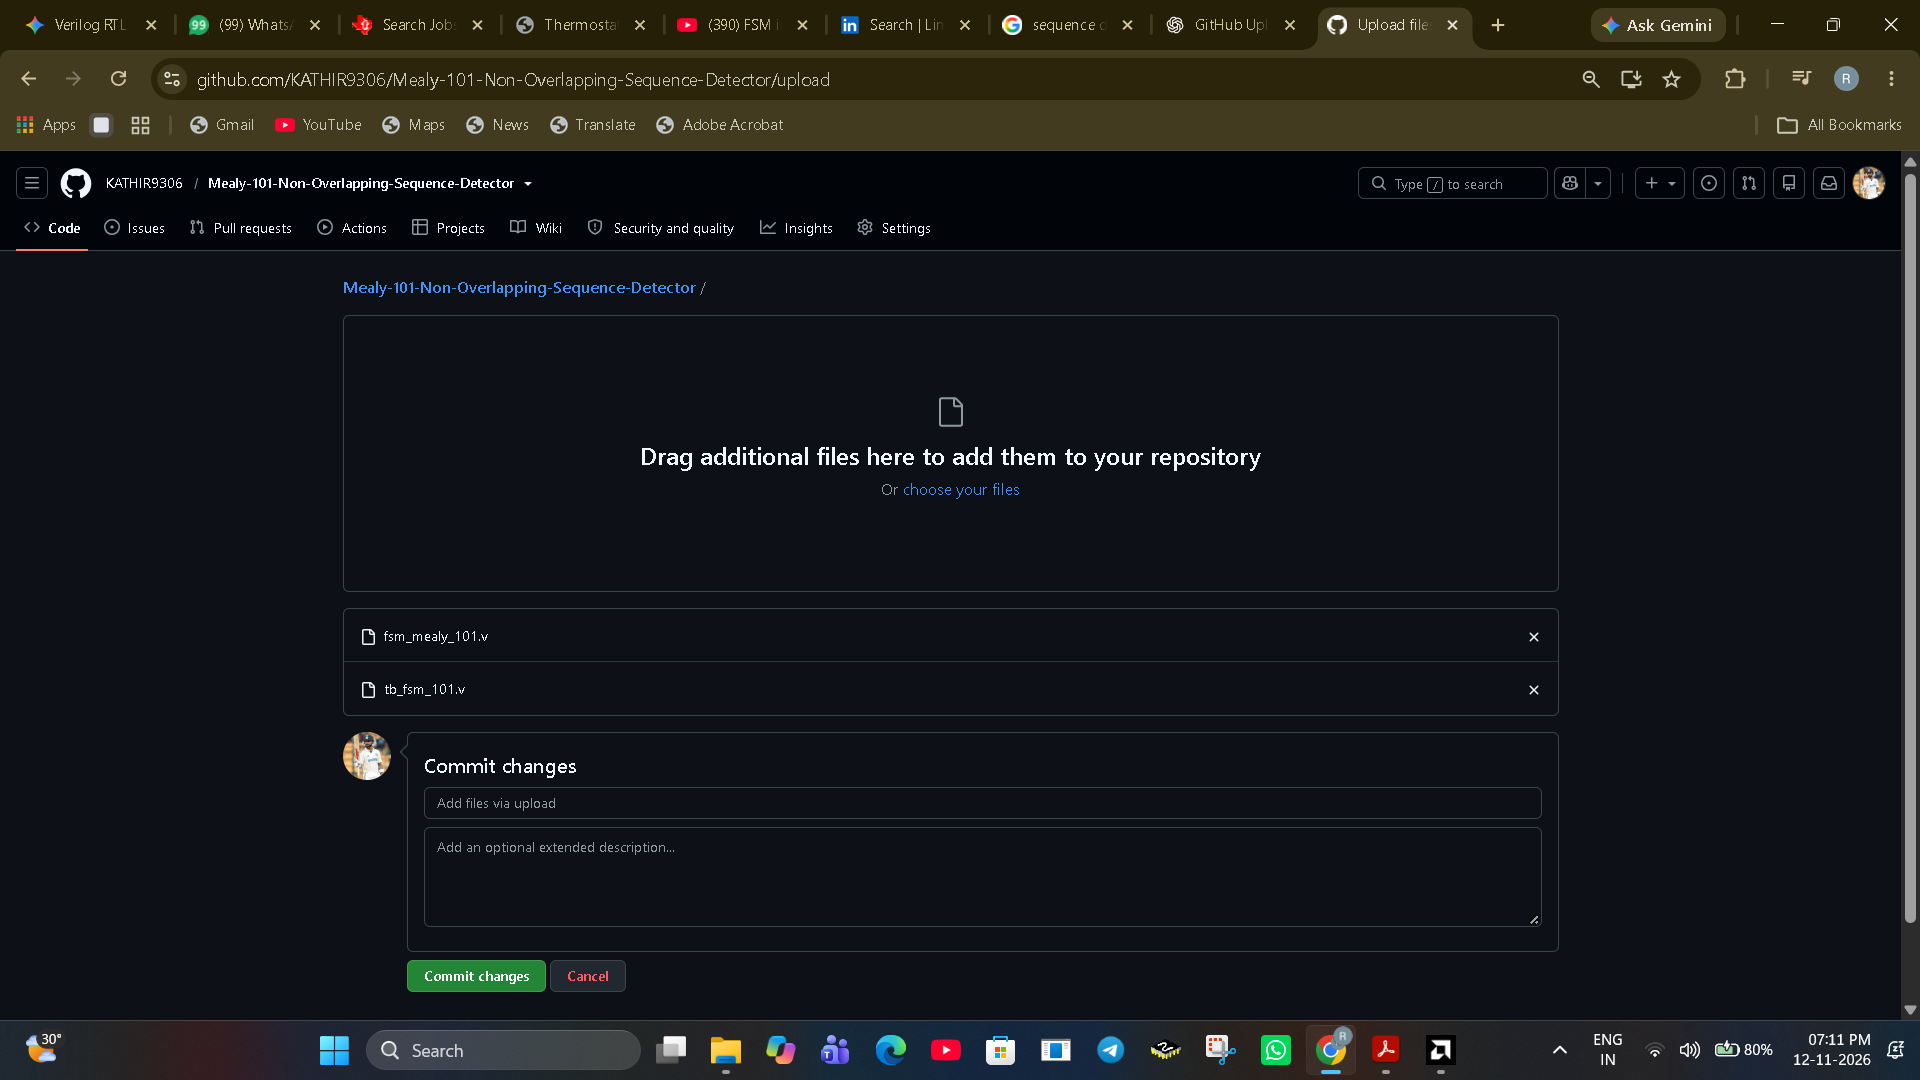 Verilog RTL
(99) Whats
Search Job
Thermosta
(390) FSM i
Search | Lin
sequence d
GitHub Upl
Upload file
Ask Gemini
github.com/KATHIR9306/Mealy-101-Non-Overlapping-Sequence-Detector/upload
R
Apps
Gmail
YouTube
Maps
News
Translate
Adobe Acrobat
All Bookmarks
KATHIR9306 / Mealy-101-Non-Overlapping-Sequence-Detector
Type / to search
Code
Issues
Pull requests
Actions
Projects
Wiki
Security and quality
Insights
Settings
Mealy-101-Non-Overlapping-Sequence-Detector /
Drag additional files here to add them to your repository
Or choose your files
fsm_mealy_101.v
tb_fsm_101.v
Commit changes
Add files via upload
Add an optional extended description...
Commit changes
Cancel
30°
Search
R
ENG
IN
80%
07:11 PM
12-11-2026